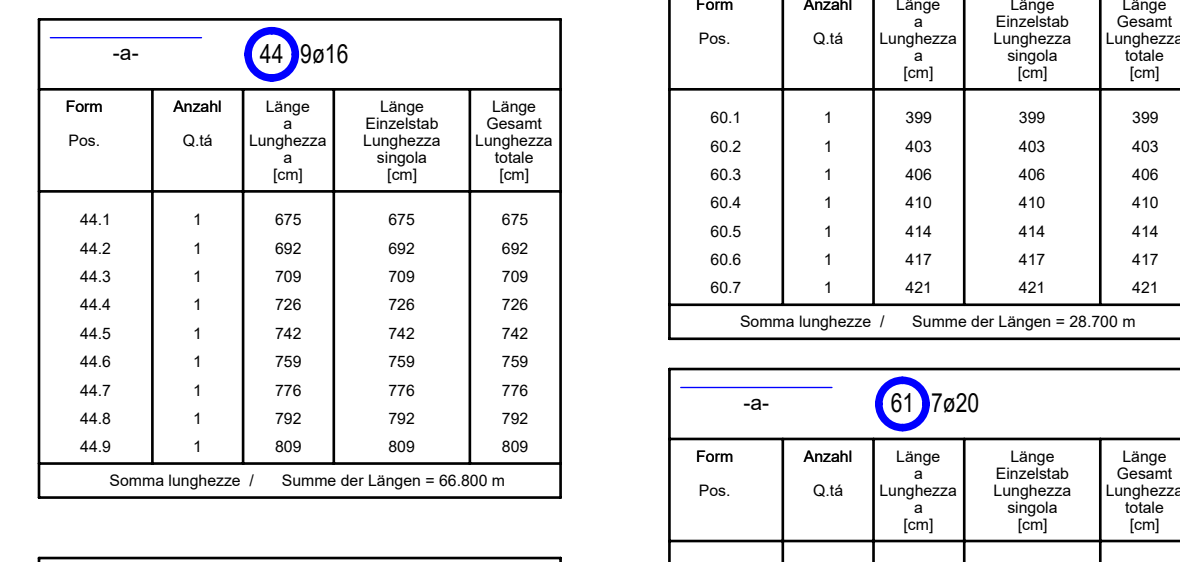 -a- 44 9ø16
Form Anzahl Länge Länge Länge
a Einzelstab Gesamt
Pos. Q.tá Lunghezza Lunghezza Lunghezza
a singola totale
[cm] [cm] [cm]
44.1 1 675 675 675
44.2 1 692 692 692
44.3 1 709 709 709
44.4 1 726 726 726
44.5 1 742 742 742
44.6 1 759 759 759
44.7 1 776 776 776
44.8 1 792 792 792
44.9 1 809 809 809
Somma lunghezze / Summe der Längen = 66.800 m
Form Anzahl Länge Länge Länge
a Einzelstab Gesamt
Pos. Q.tá Lunghezza Lunghezza Lunghezza
a singola totale
[cm] [cm] [cm]
60.1 1 399 399 399
60.2 1 403 403 403
60.3 1 406 406 406
60.4 1 410 410 410
60.5 1 414 414 414
60.6 1 417 417 417
60.7 1 421 421 421
Somma lunghezze / Summe der Längen = 28.700 m
-a- 61 7ø20
Form Anzahl Länge Länge Länge
a Einzelstab Gesamt
Pos. Q.tá Lunghezza Lunghezza Lunghezza
a singola totale
[cm] [cm] [cm]